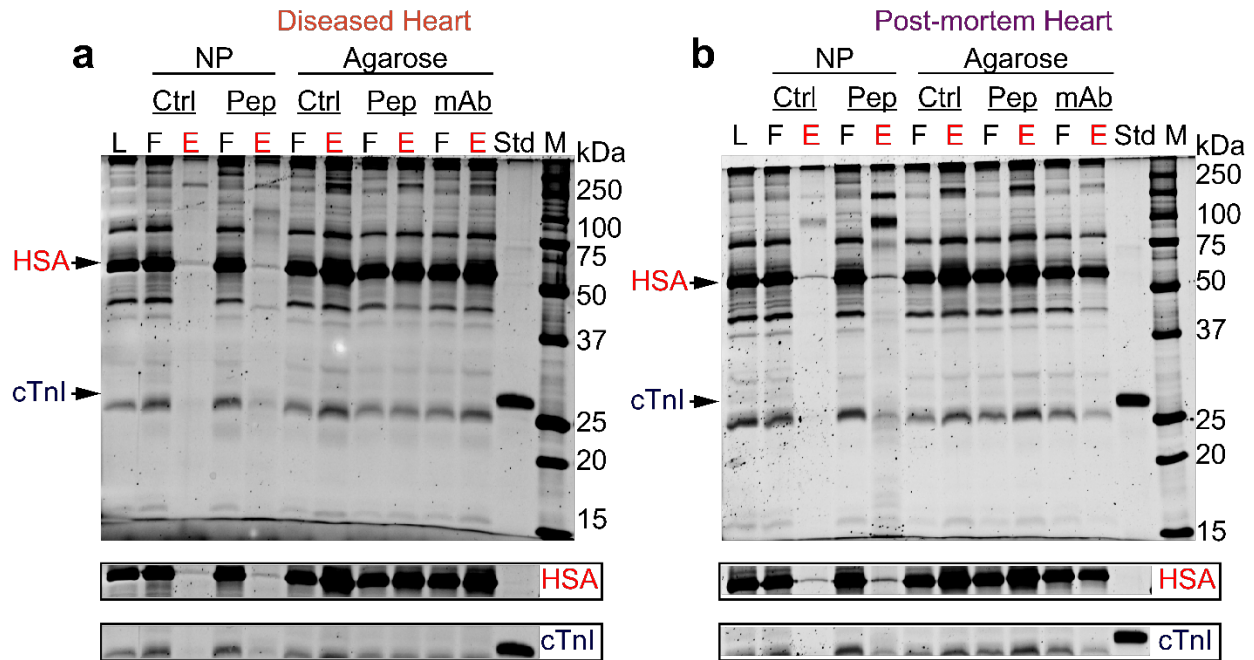 Diseased Heart
a
NP Agarose
Ctrl Pep Ctrl Pep mAb
L F E F E F E F E F E Std M
kDa
250
100
75
50
37
25
20
15
HSA
cTnI
HSA
cTnI
Post-mortem Heart
b
NP Agarose
Ctrl Pep Ctrl Pep mAb
L F E F E F E F E F E Std M
kDa
250
100
75
50
37
25
20
15
HSA
cTnI
HSA
cTnI